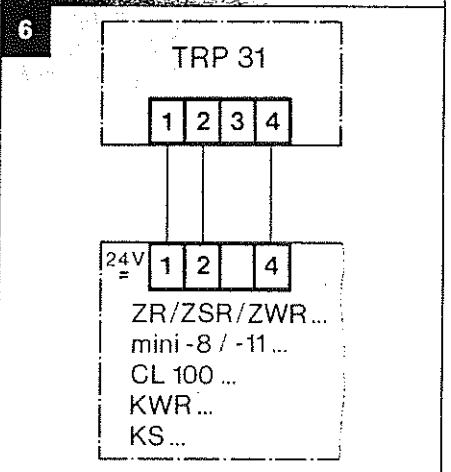 6
TRP 31
1 2 3 4
24V 1 2 4
ZR/ZSR/ZWR...
mini -8 / -11 ...
CL 100 ...
KWR ...
KS ...